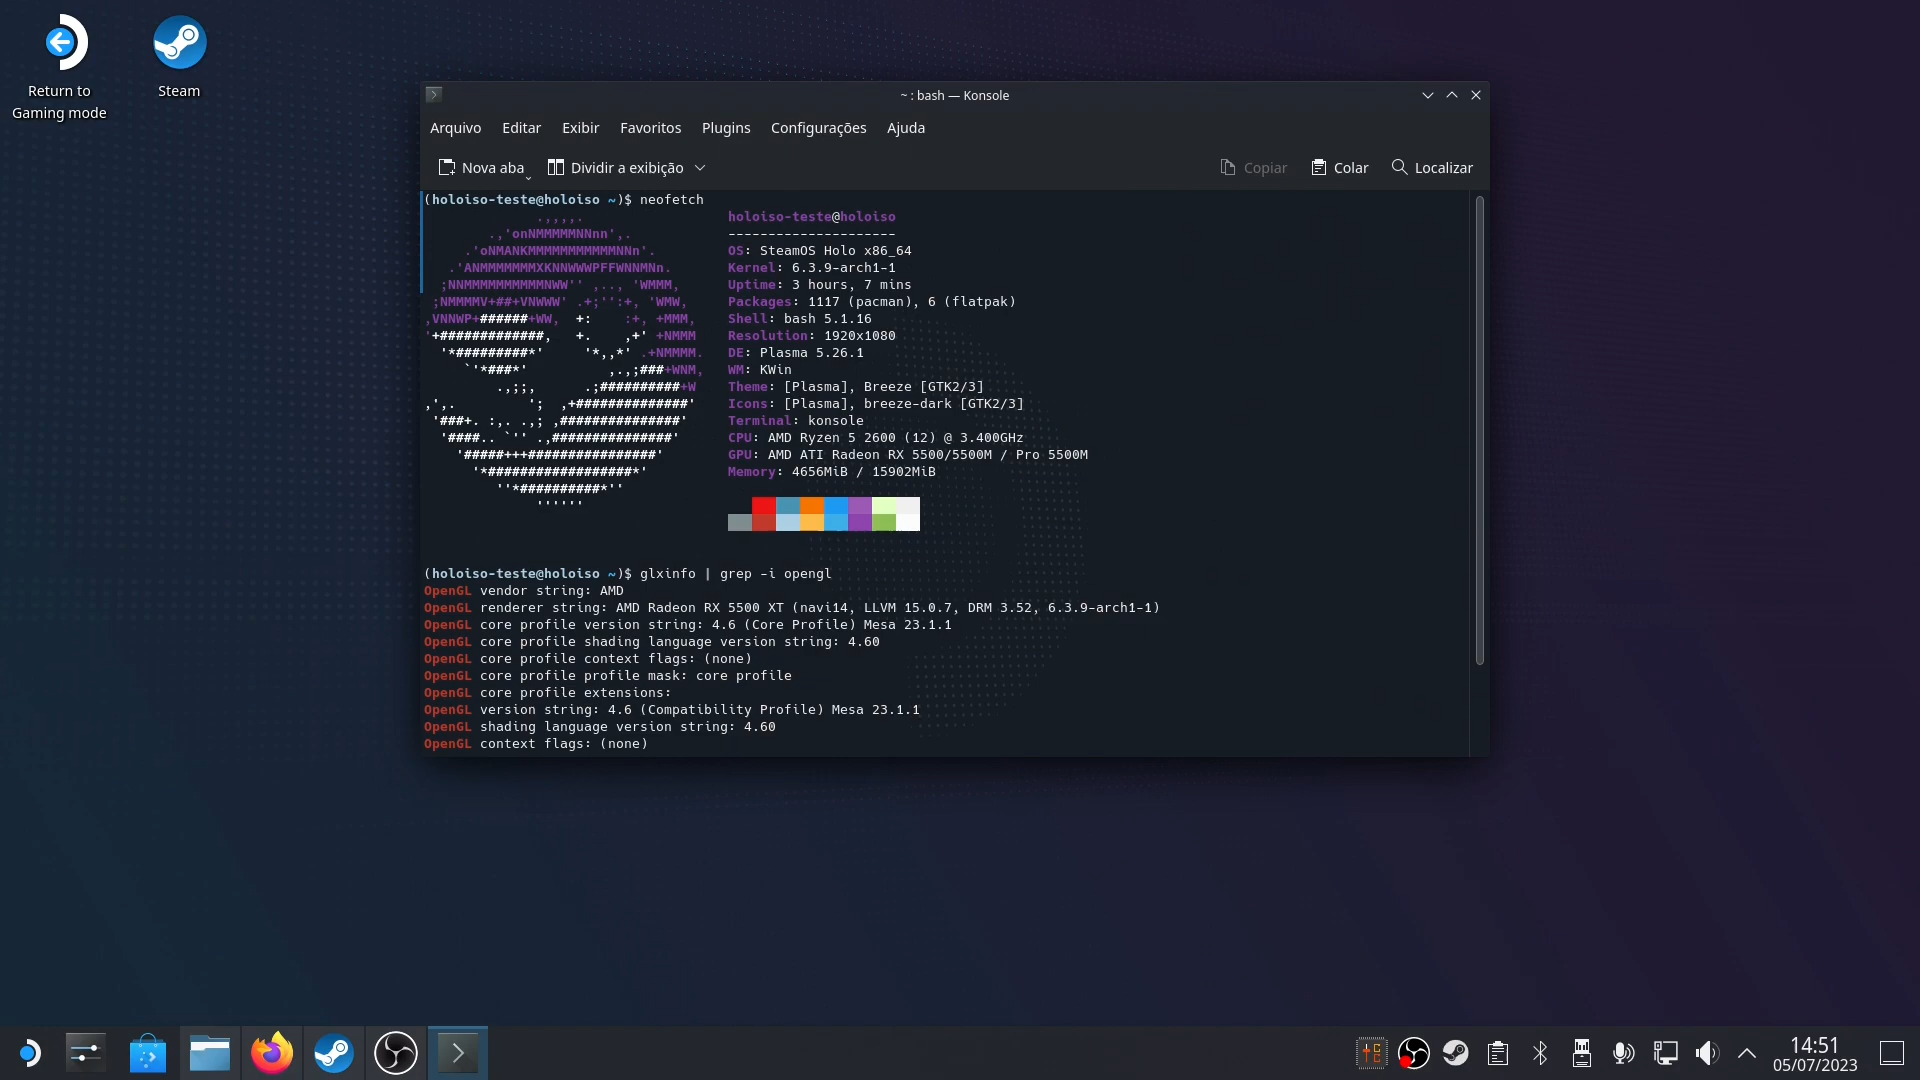 Return to
Gaming mode
Steam
~ : bash — Konsole
Arquivo Editar Exibir Favoritos Plugins Configurações Ajuda
Nova aba Dividir a exibição Copiar Colar Localizar
(holoiso-teste@holoiso ~)$ neofetch
holoiso-teste@holoiso
---------------------
OS: SteamOS Holo x86_64
Kernel: 6.3.9-arch1-1
Uptime: 3 hours, 7 mins
Packages: 1117 (pacman), 6 (flatpak)
Shell: bash 5.1.16
Resolution: 1920x1080
DE: Plasma 5.26.1
WM: KWin
Theme: [Plasma], Breeze [GTK2/3]
Icons: [Plasma], breeze-dark [GTK2/3]
Terminal: konsole
CPU: AMD Ryzen 5 2600 (12) @ 3.400GHz
GPU: AMD ATI Radeon RX 5500/5500M / Pro 5500M
Memory: 4656MiB / 15902MiB
(holoiso-teste@holoiso ~)$ glxinfo | grep -i opengl
OpenGL vendor string: AMD
OpenGL renderer string: AMD Radeon RX 5500 XT (navi14, LLVM 15.0.7, DRM 3.52, 6.3.9-arch1-1)
OpenGL core profile version string: 4.6 (Core Profile) Mesa 23.1.1
OpenGL core profile shading language version string: 4.60
OpenGL core profile context flags: (none)
OpenGL core profile profile mask: core profile
OpenGL core profile extensions:
OpenGL version string: 4.6 (Compatibility Profile) Mesa 23.1.1
OpenGL shading language version string: 4.60
OpenGL context flags: (none)
14:51
05/07/2023